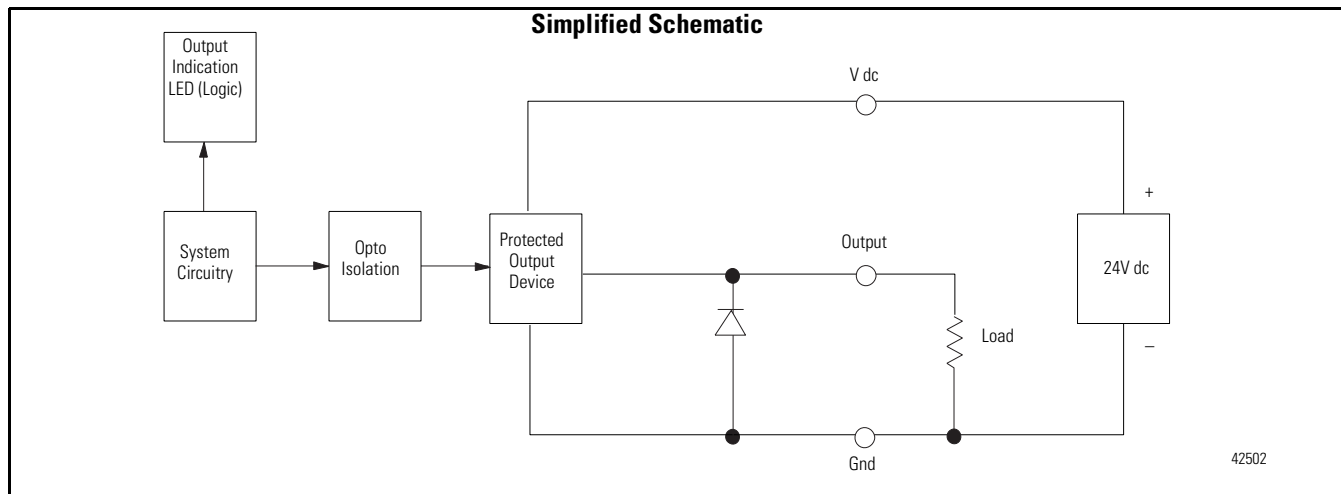 Simplified Schematic
Output
Indication
LED (Logic)
V dc
+
System
Circuitry
Opto
Isolation
Protected
Output
Device
Output
24V dc
Load
–
Gnd
42502